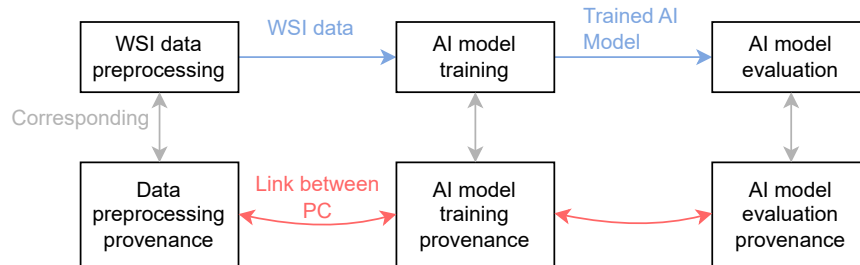 WSI data
preprocessing
WSI data
AI model
training
Trained AI
Model
AI model
evaluation
Corresponding
Data
preprocessing
provenance
Link between
PC
AI model
training
provenance
AI model
evaluation
provenance